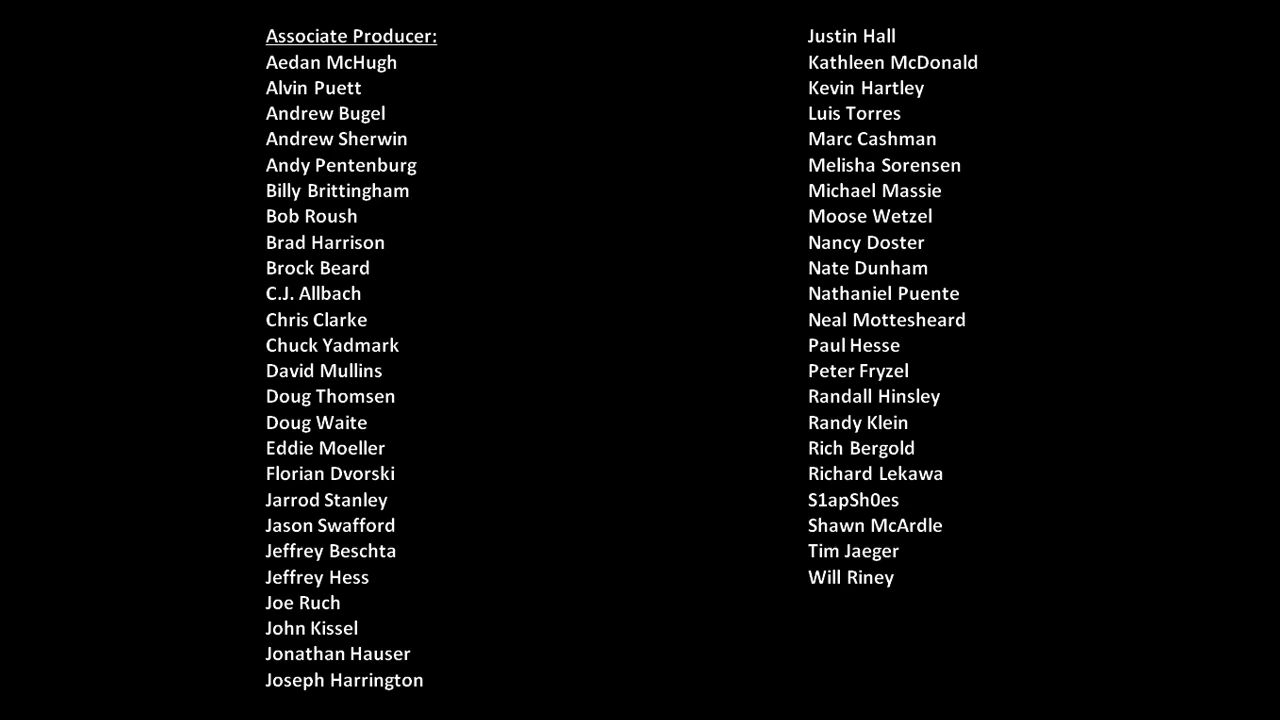 Associate Producer:
Aedan McHugh
Alvin Puett
Andrew Bugel
Andrew Sherwin
Andy Pentenburg
Billy Brittingham
Bob Roush
Brad Harrison
Brock Beard
C.J. Allbach
Chris Clarke
Chuck Yadmark
David Mullins
Doug Thomsen
Doug Waite
Eddie Moeller
Florian Dvorski
Jarrod Stanley
Jason Swafford
Jeffrey Beschta
Jeffrey Hess
Joe Ruch
John Kissel
Jonathan Hauser
Joseph Harrington
Justin Hall
Kathleen McDonald
Kevin Hartley
Luis Torres
Marc Cashman
Melisha Sorensen
Michael Massie
Moose Wetzel
Nancy Doster
Nate Dunham
Nathaniel Puente
Neal Mottesheard
Paul Hesse
Peter Fryzel
Randall Hinsley
Randy Klein
Rich Bergold
Richard Lekawa
S1apSh0es
Shawn McArdle
Tim Jaeger
Will Riney